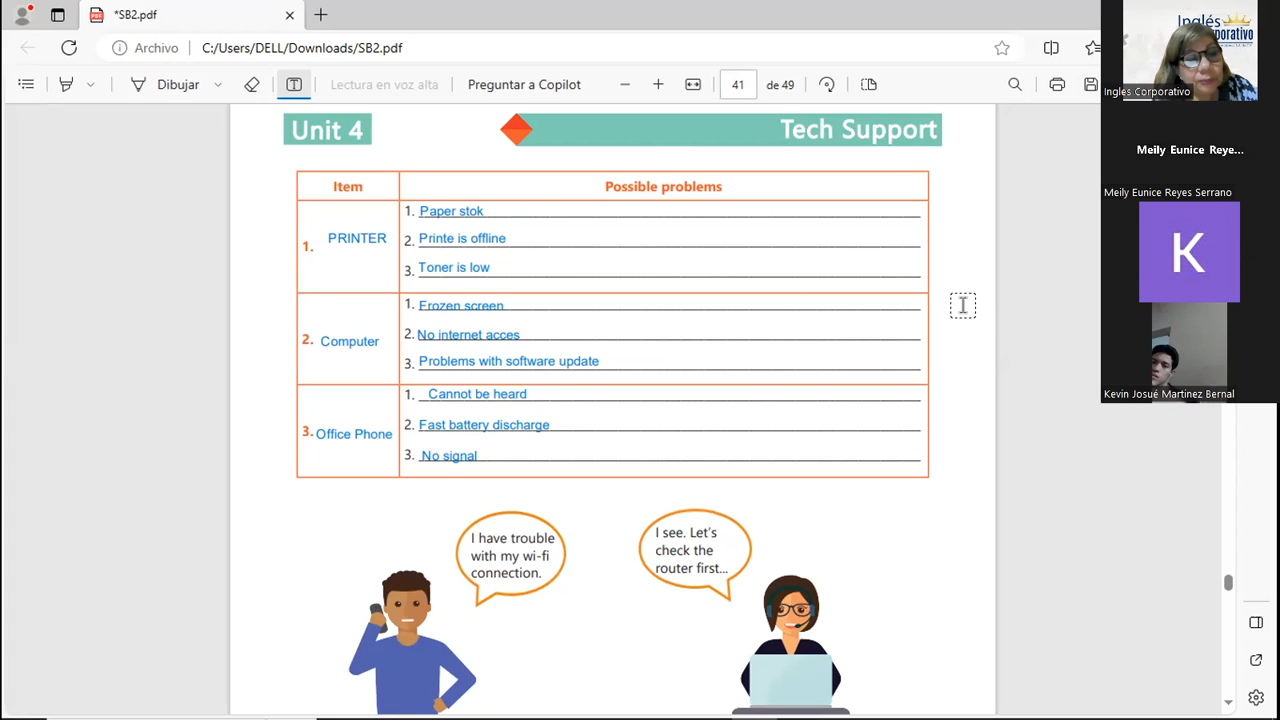 *SB2.pdf
Archivo
C:/Users/DELL/Downloads/SB2.pdf
Dibujar
Lectura en voz alta
Preguntar a Copilot
41
de 49
Unit 4
Tech Support
Item
Possible problems
1. PRINTER
1. Paper stok
2. Printe is offline
3. Toner is low
2. Computer
1. Frozen screen
2. No internet acces
3. Problems with software update
3. Office Phone
1. Cannot be heard
2. Fast battery discharge
3. No signal
I have trouble
with my wi-fi
connection.
I see. Let's
check the
router first...
Inglés
Ingles Corporativo
Meily Eunice Reye...
Meily Eunice Reyes Serrano
K
Kevin Josué Martinez Bernal